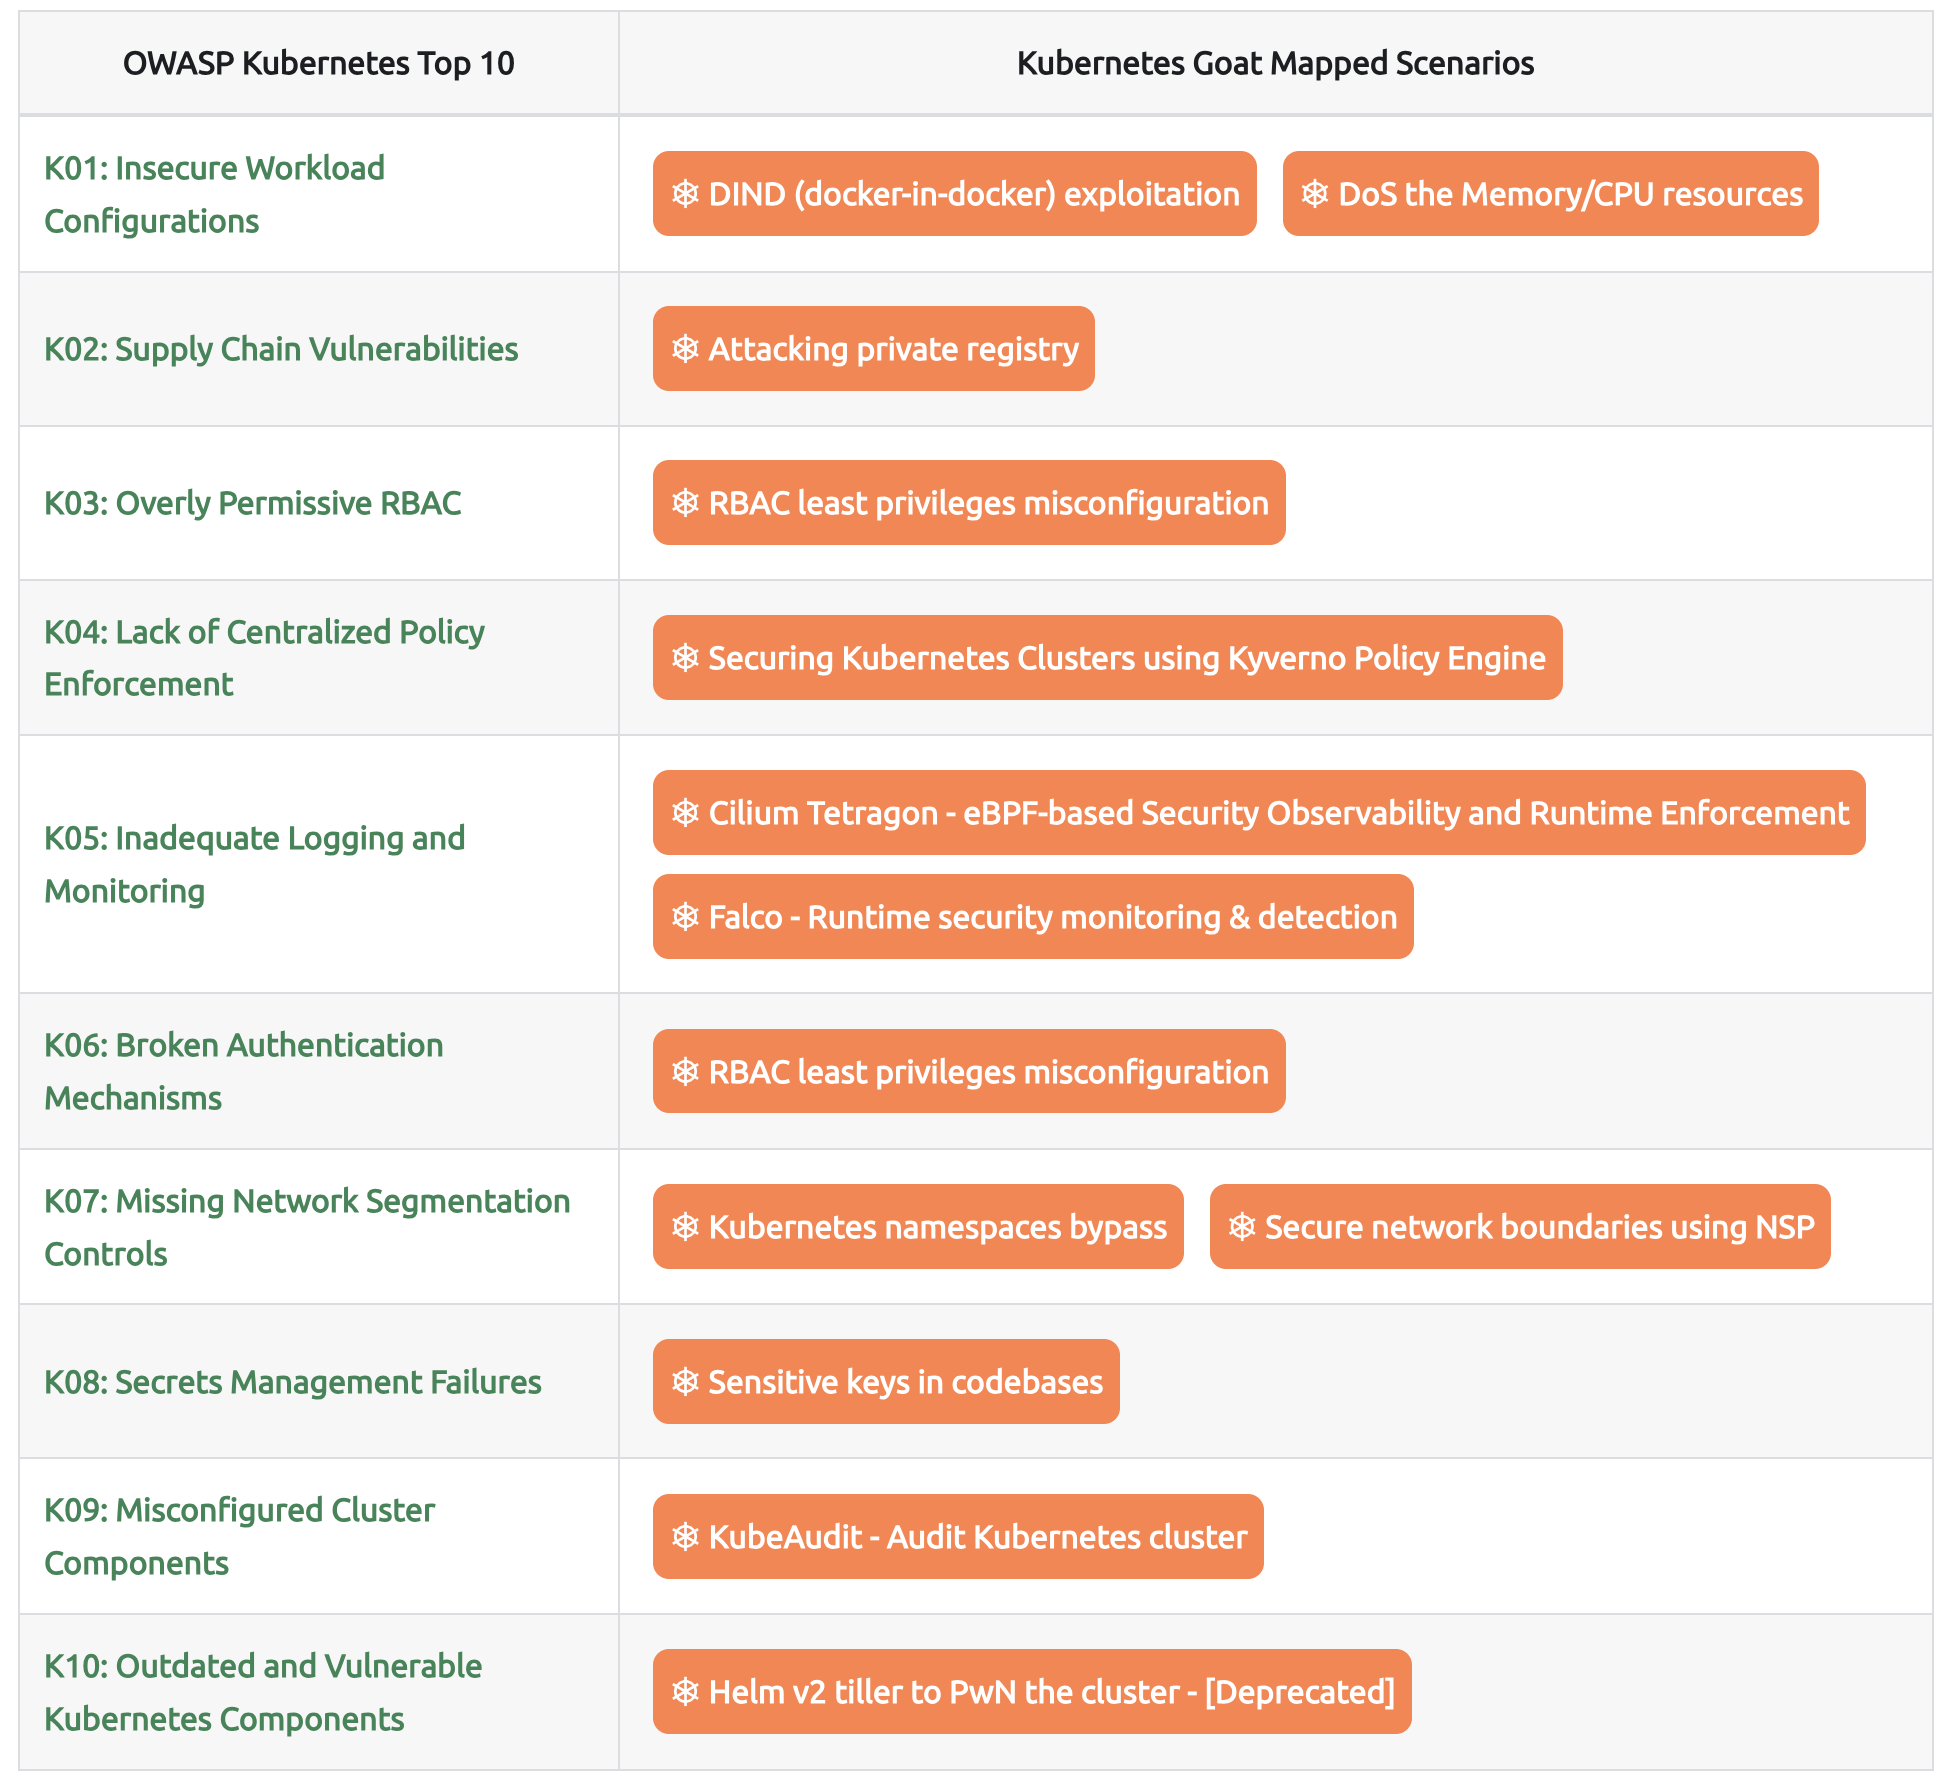 OWASP Kubernetes Top 10
Kubernetes Goat Mapped Scenarios
K01: Insecure Workload
Configurations
⎈ DIND (docker-in-docker) exploitation
⎈ DoS the Memory/CPU resources
K02: Supply Chain Vulnerabilities
⎈ Attacking private registry
K03: Overly Permissive RBAC
⎈ RBAC least privileges misconfiguration
K04: Lack of Centralized Policy
Enforcement
⎈ Securing Kubernetes Clusters using Kyverno Policy Engine
K05: Inadequate Logging and
Monitoring
⎈ Cilium Tetragon - eBPF-based Security Observability and Runtime Enforcement
⎈ Falco - Runtime security monitoring & detection
K06: Broken Authentication
Mechanisms
⎈ RBAC least privileges misconfiguration
K07: Missing Network Segmentation
Controls
⎈ Kubernetes namespaces bypass
⎈ Secure network boundaries using NSP
K08: Secrets Management Failures
⎈ Sensitive keys in codebases
K09: Misconfigured Cluster
Components
⎈ KubeAudit - Audit Kubernetes cluster
K10: Outdated and Vulnerable
Kubernetes Components
⎈ Helm v2 tiller to PwN the cluster - [Deprecated]